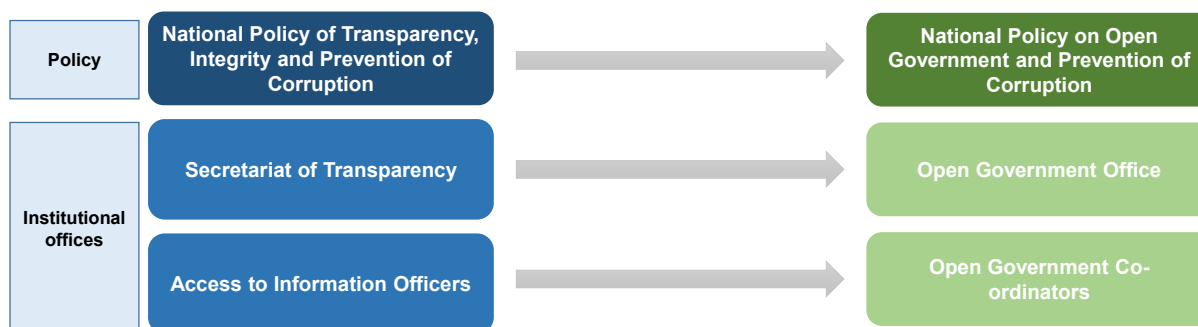 Policy
National Policy of Transparency,
Integrity and Prevention of
Corruption
National Policy on Open
Government and Prevention of
Corruption
Institutional
offices
Secretariat of Transparency
Open Government Office
Access to Information Officers
Open Government Co-
ordinators